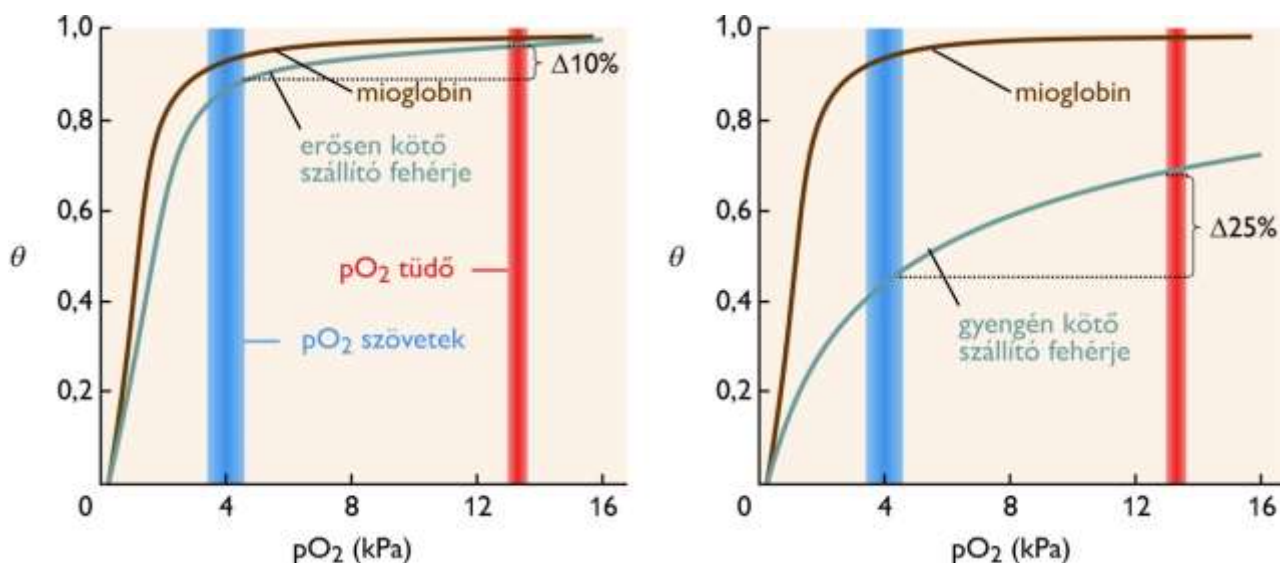 1,0
0,8
0,6
0,4
0,2
0
θ
Δ10%
mioglobin
erősen kötő
szállító fehérje
pO₂ tüdő
pO₂ szövetek
4
8
12
16
pO₂ (kPa)
1,0
0,8
0,6
0,4
0,2
0
θ
mioglobin
Δ25%
gyengén kötő
szállító fehérje
4
8
12
16
pO₂ (kPa)